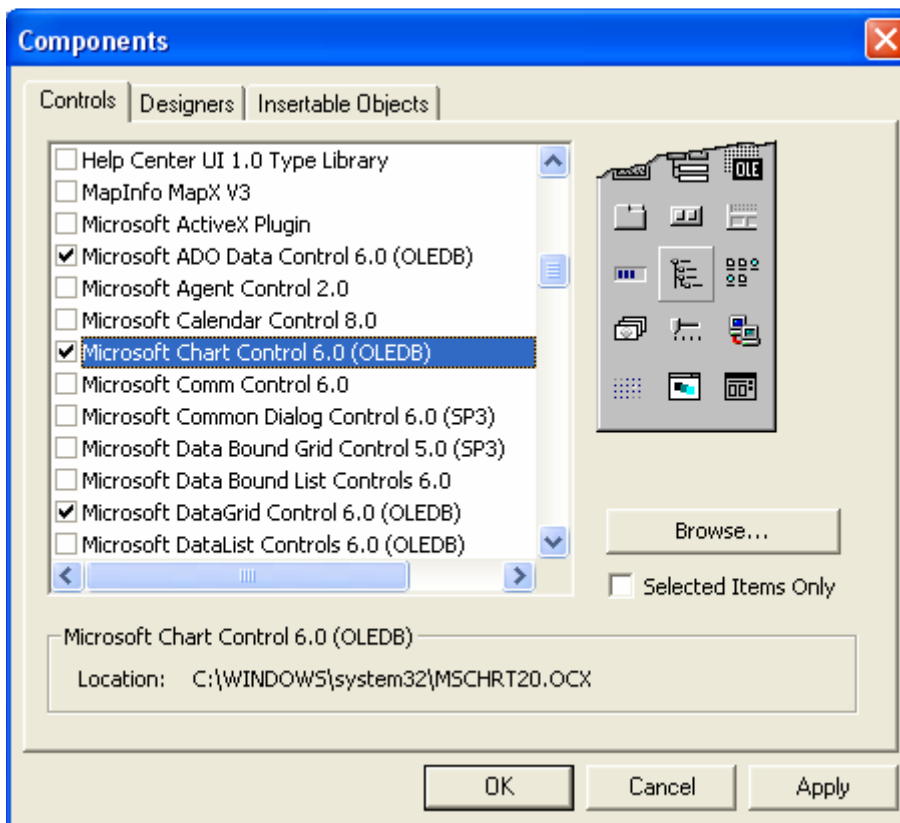 Components
Controls Designers Insertable Objects
Help Center UI 1.0 Type Library
MapInfo MapX V3
Microsoft ActiveX Plugin
Microsoft ADO Data Control 6.0 (OLEDB)
Microsoft Agent Control 2.0
Microsoft Calendar Control 8.0
Microsoft Chart Control 6.0 (OLEDB)
Microsoft Comm Control 6.0
Microsoft Common Dialog Control 6.0 (SP3)
Microsoft Data Bound Grid Control 5.0 (SP3)
Microsoft Data Bound List Controls 6.0
Microsoft DataGrid Control 6.0 (OLEDB)
Microsoft DataList Controls 6.0 (OLEDB)
OLE
Browse...
Selected Items Only
Microsoft Chart Control 6.0 (OLEDB)
Location: C:\WINDOWS\system32\MSCHRT20.OCX
OK Cancel Apply